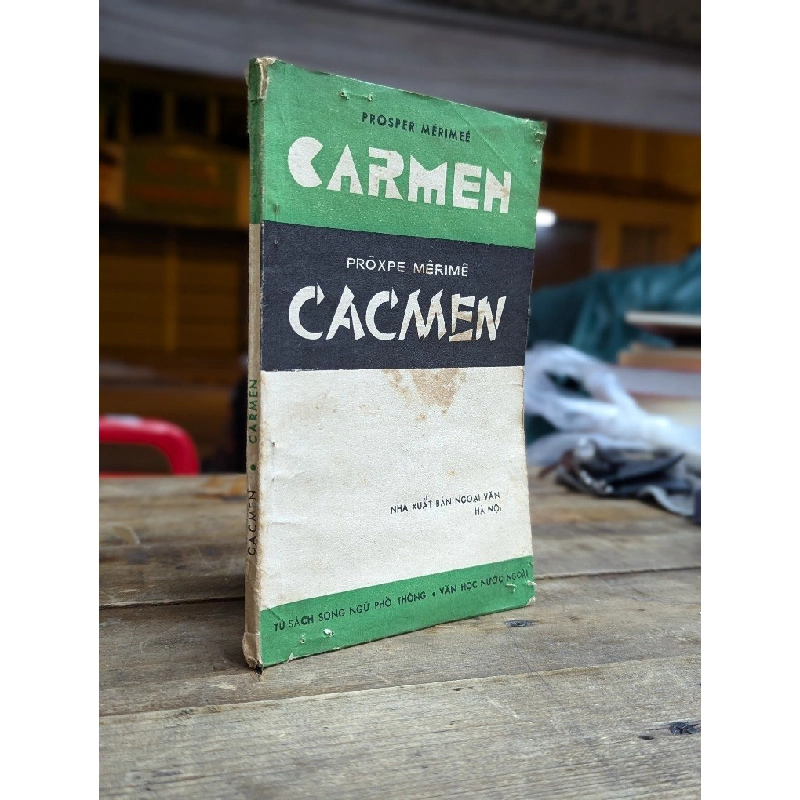 PROSPER MÉRIMEÉ
CARMEN
PRÔXPE MÊRIMÊ
CACMEN
NHÀ XUẤT BẢN NGOẠI VĂN
HÀ NỘI
TỦ SÁCH SONG NGỮ PHỔ THÔNG • VĂN HỌC NƯỚC NGOÀI
CACMEN • CARMEN